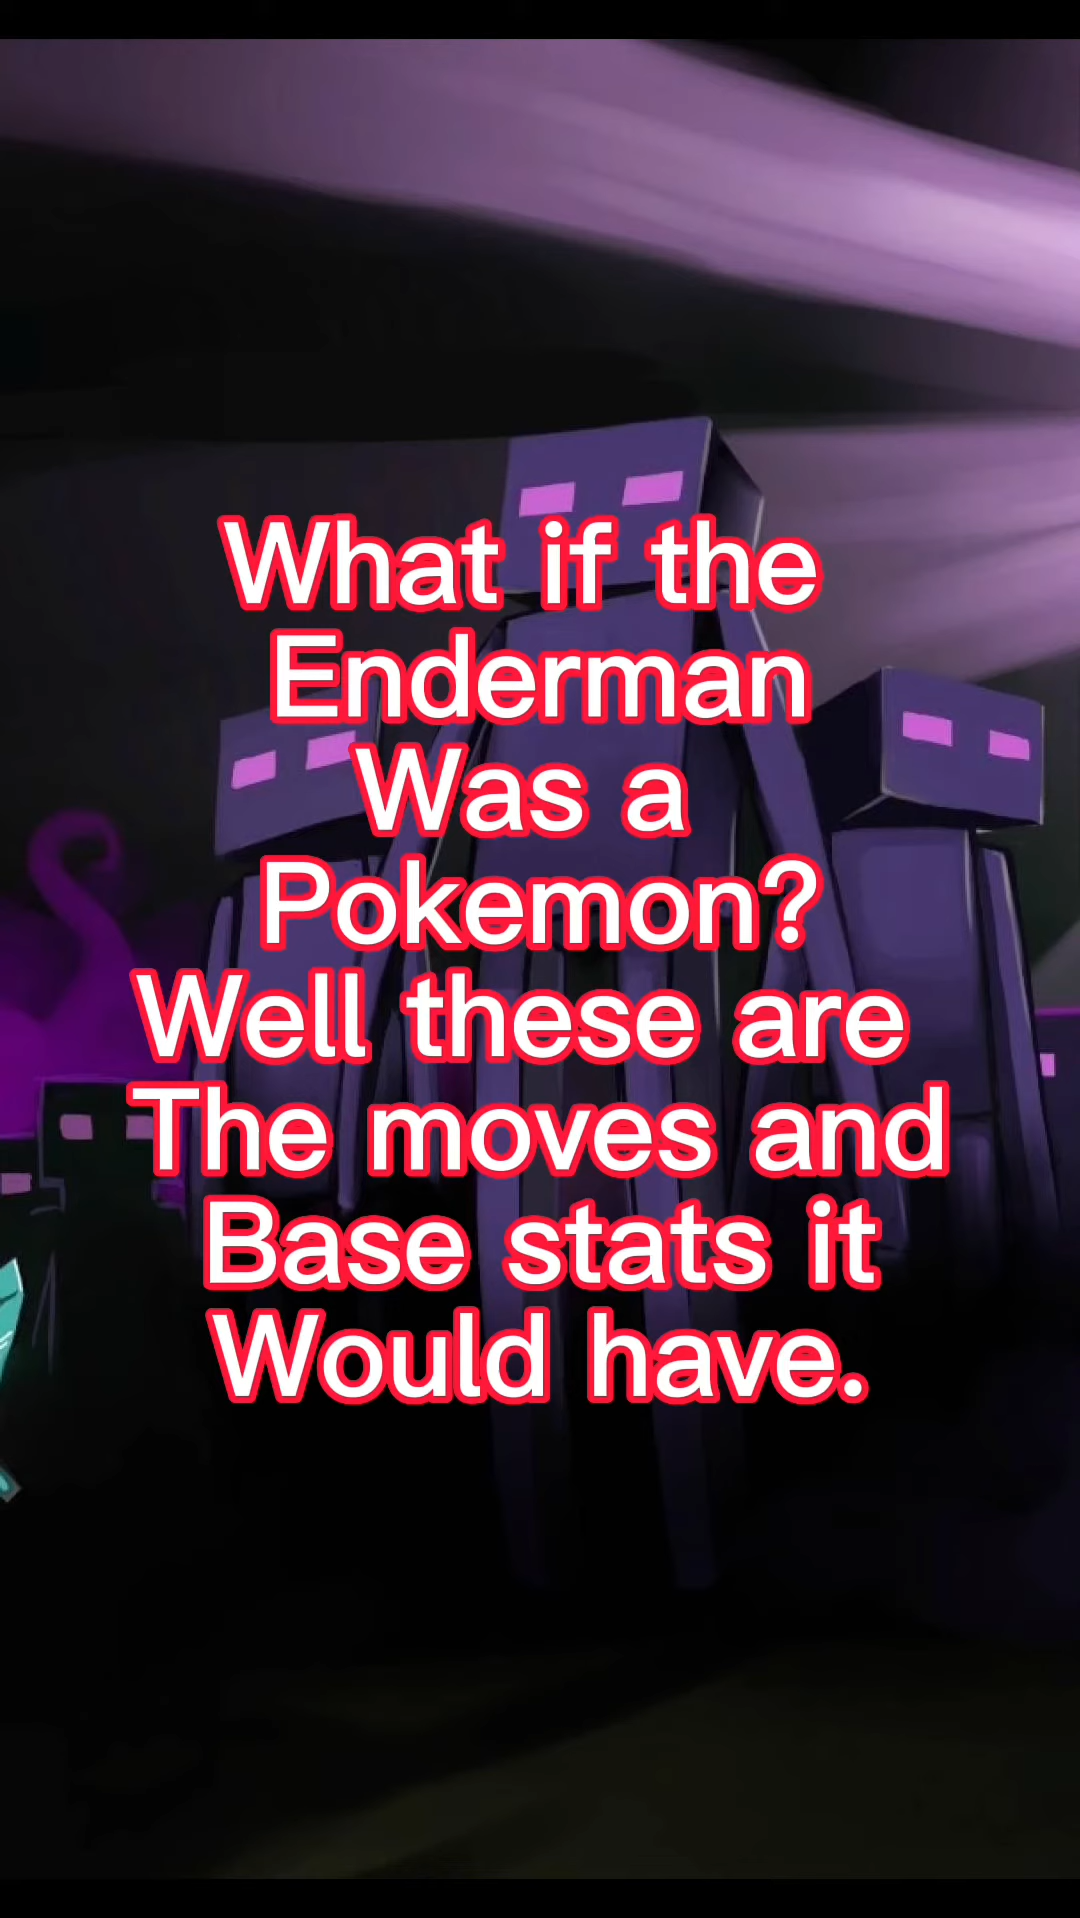 What if the
Enderman
Was a
Pokemon?
Well these are
The moves and
Base stats it
Would have.